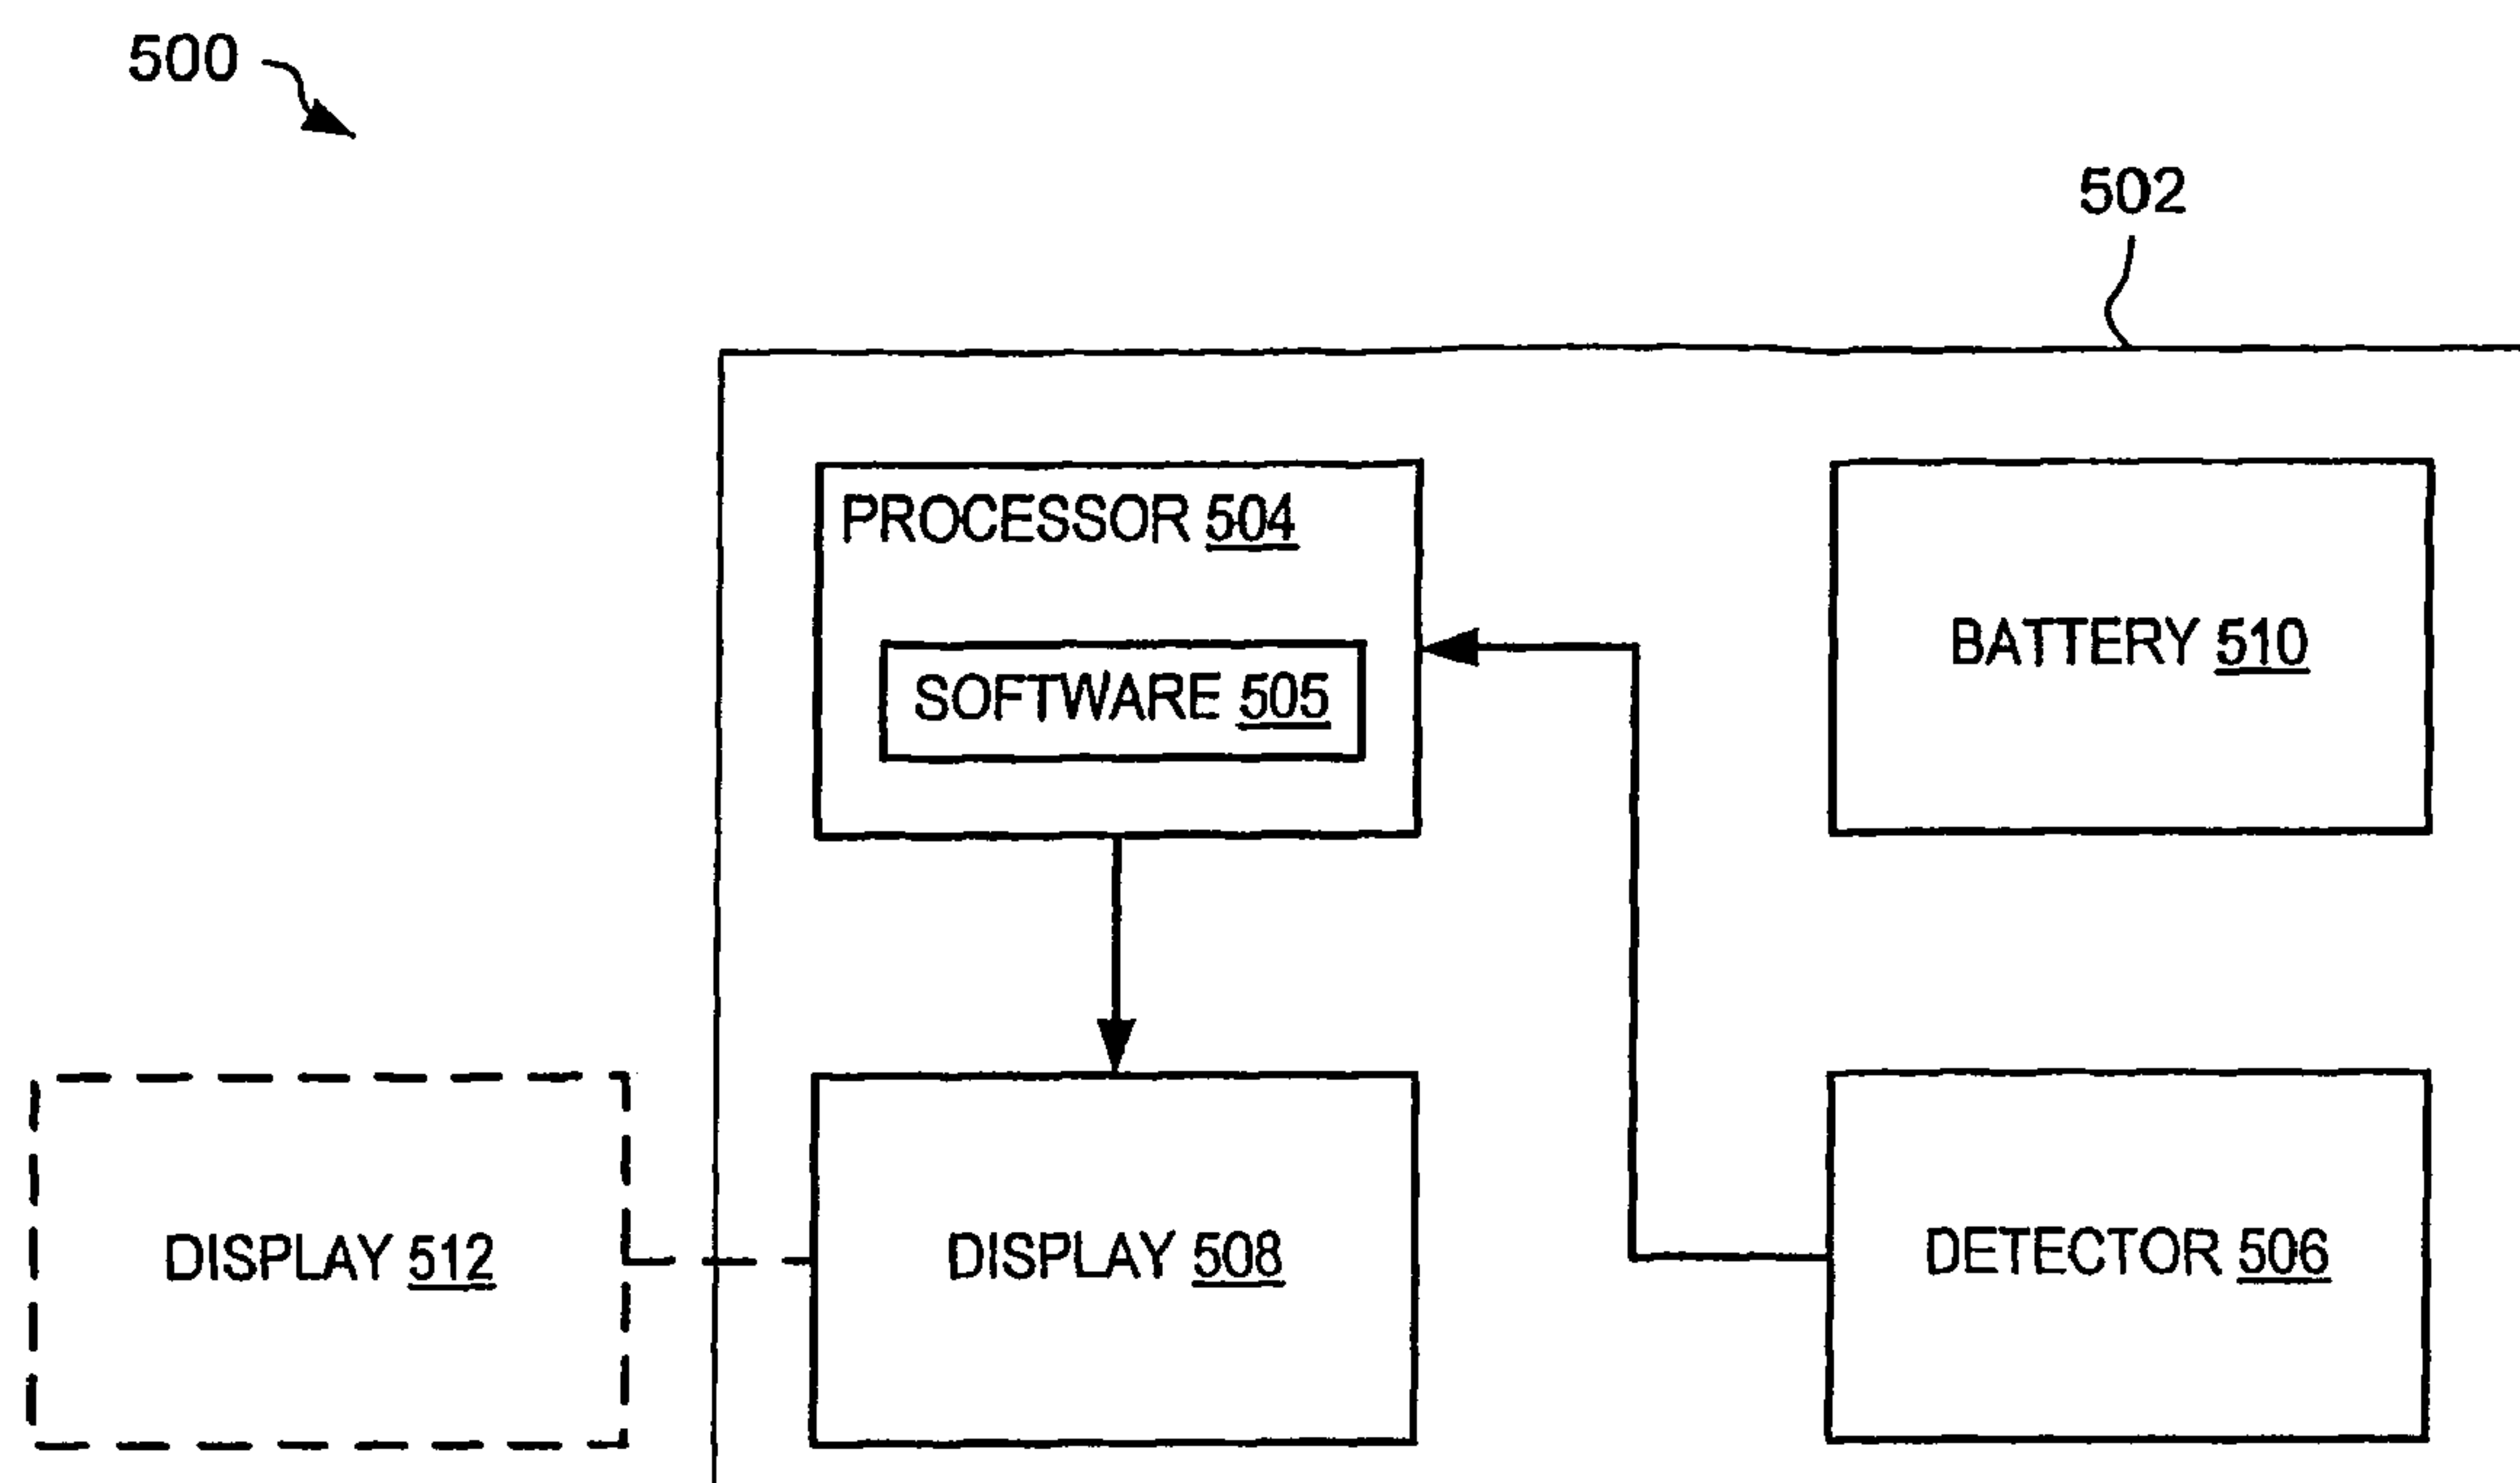 500
502
PROCESSOR 504
SOFTWARE 505
BATTERY 510
DISPLAY 512
DISPLAY 508
DETECTOR 506